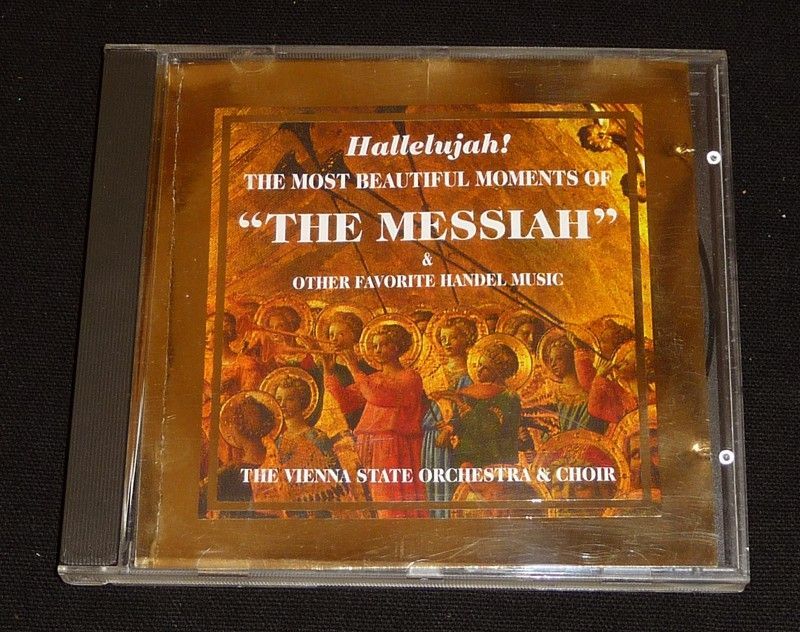 Hallelujah!
THE MOST BEAUTIFUL MOMENTS OF
“THE MESSIAH”
&
OTHER FAVORITE HANDEL MUSIC
THE VIENNA STATE ORCHESTRA & CHOIR